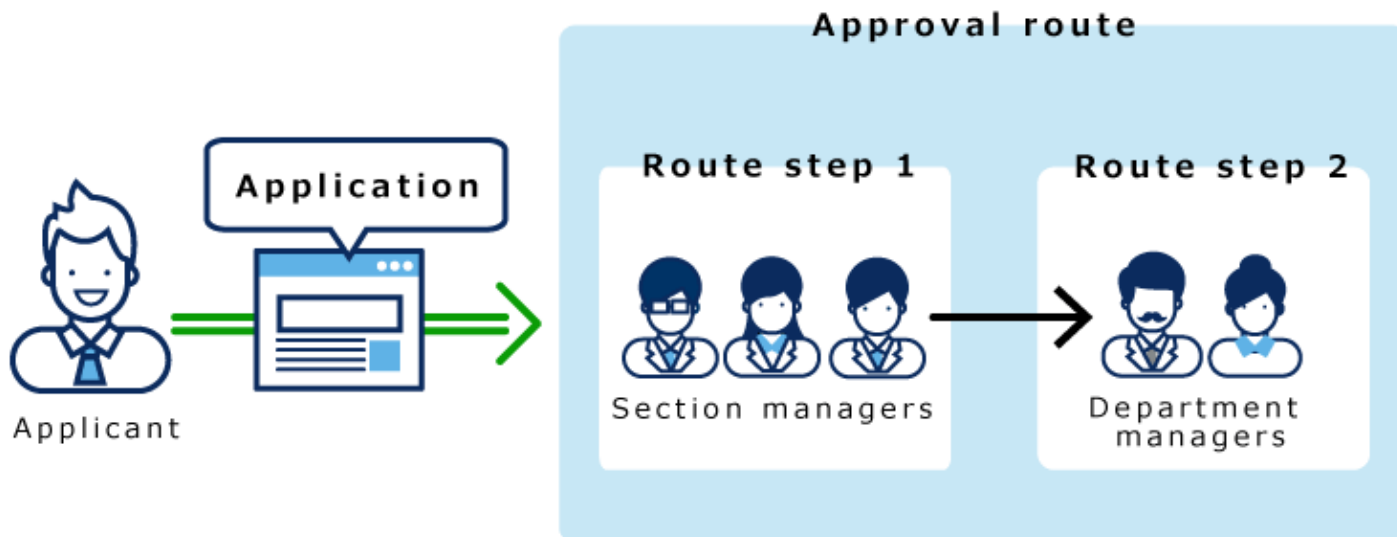 Approval route
Application
Applicant
Route step 1
Section managers
Route step 2
Department
managers